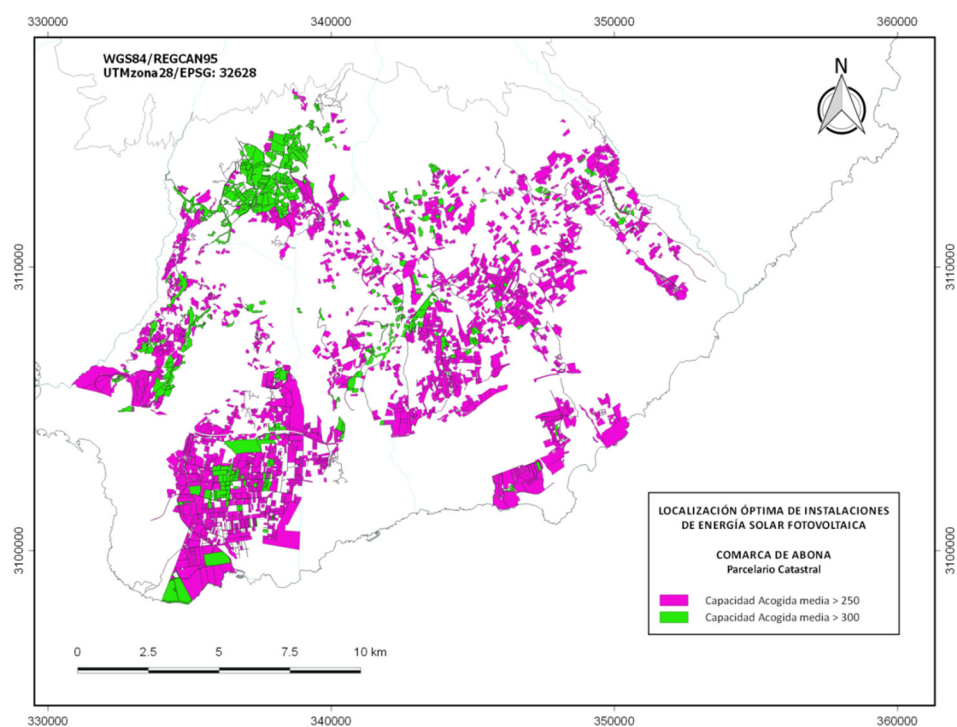 330000 340000 350000 360000
WGS84/REGCAN95
UTMzona28/EPSG: 32628
N
3110000 3110000
3100000 3100000
LOCALIZACIÓN ÓPTIMA DE INSTALACIONES
DE ENERGÍA SOLAR FOTOVOLTAICA
COMARCA DE ABONA
Parcelario Catastral
Capacidad Acogida media > 250
Capacidad Acogida media > 300
0 2.5 5 7.5 10 km
330000 340000 350000 360000